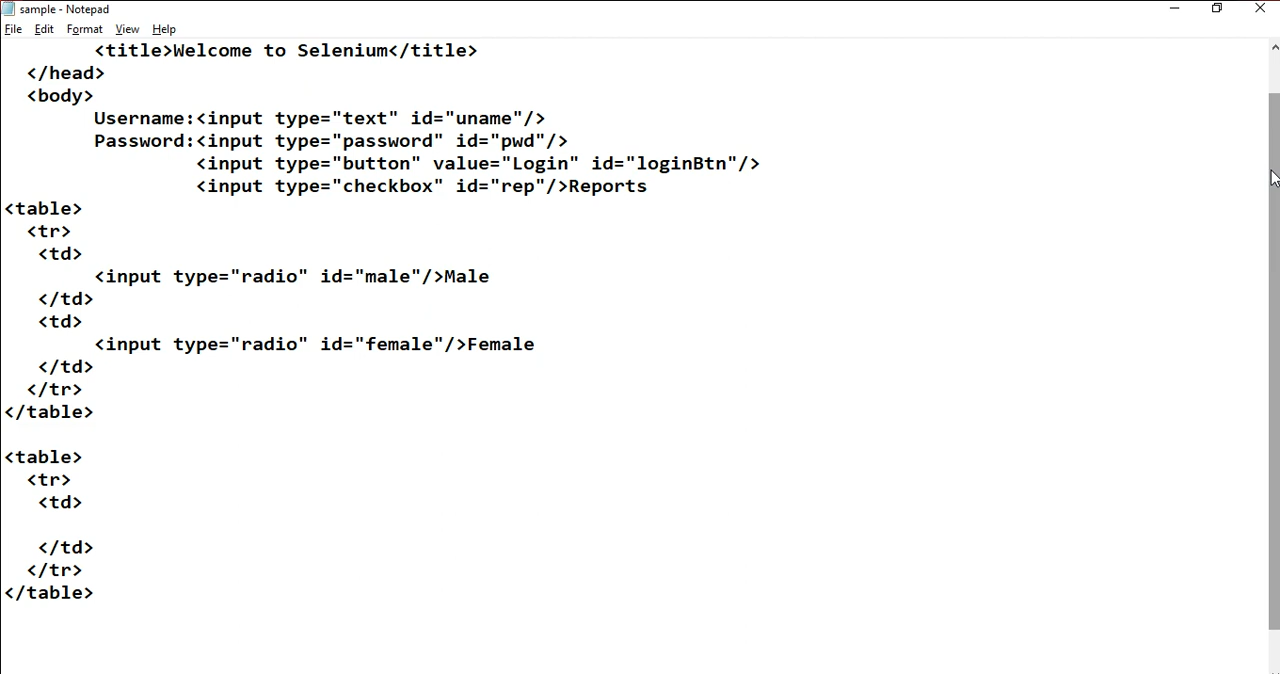 sample - Notepad
File Edit Format View Help
<title>Welcome to Selenium</title>
</head>
<body>
Username:<input type="text" id="uname"/>
Password:<input type="password" id="pwd"/>
<input type="button" value="Login" id="loginBtn"/>
<input type="checkbox" id="rep"/>Reports
<table>
<tr>
<td>
<input type="radio" id="male"/>Male
</td>
<td>
<input type="radio" id="female"/>Female
</td>
</tr>
</table>
<table>
<tr>
<td>
</td>
</tr>
</table>